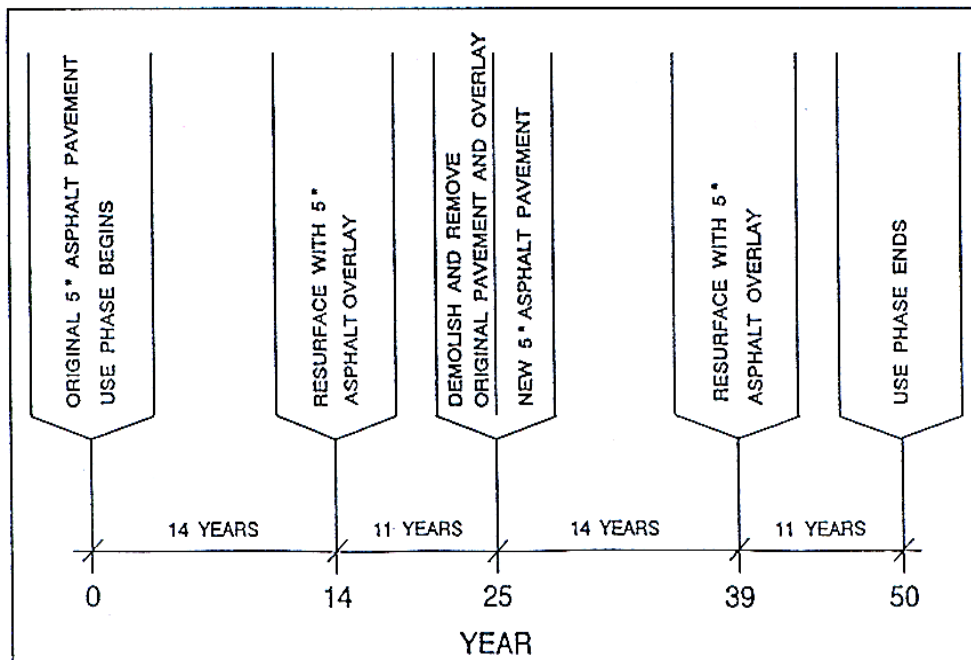 ORIGINAL 5" ASPHALT PAVEMENT
USE PHASE BEGINS
RESURFACE WITH 5"
ASPHALT OVERLAY
DEMOLISH AND REMOVE
ORIGINAL PAVEMENT AND OVERLAY
NEW 5" ASPHALT PAVEMENT
RESURFACE WITH 5"
ASPHALT OVERLAY
USE PHASE ENDS
14 YEARS
11 YEARS
14 YEARS
11 YEARS
0
14
25
39
50
YEAR